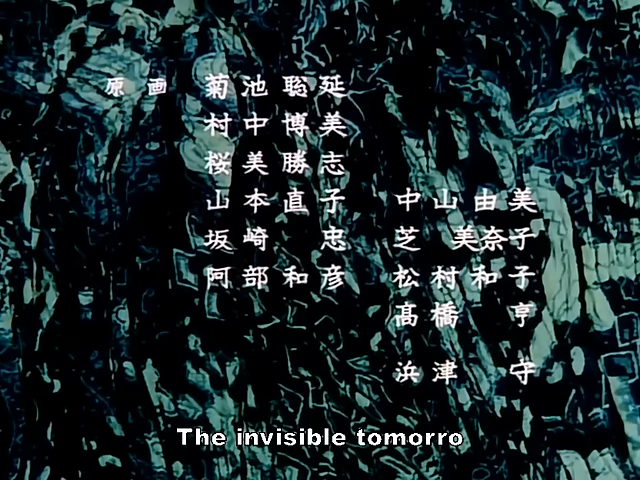 原画 菊池聡延
村中博美
桜美勝志
山本直子 中山由美
坂崎忠 芝美奈子
阿部和彦 松村和子
髙橋亨
浜津守
The invisible tomorro